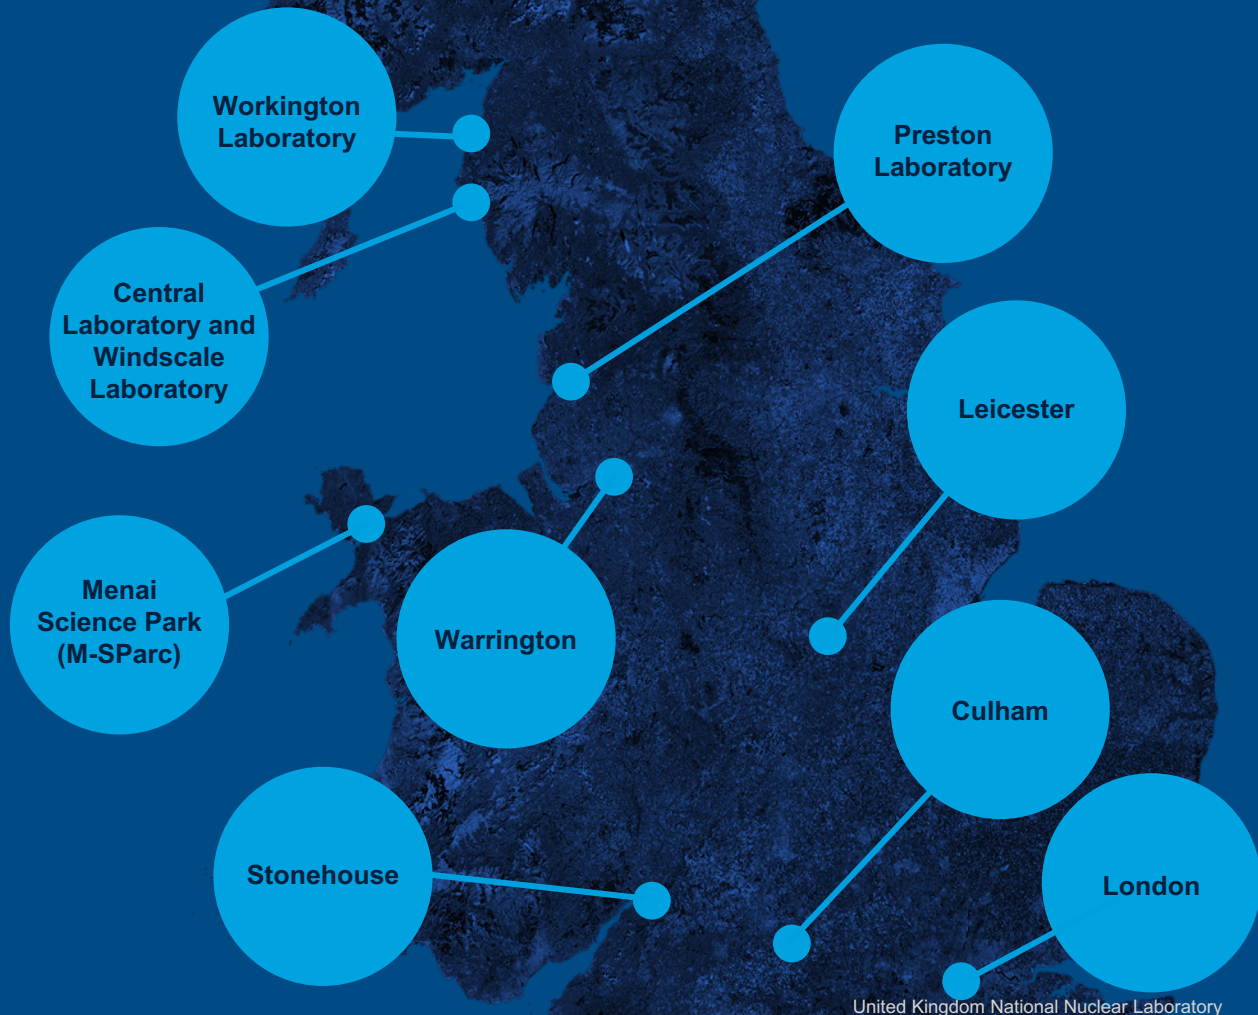 Workington
Laboratory
Preston
Laboratory
Central
Laboratory and
Windscale
Laboratory
Leicester
Menai
Science Park
(M-SParc)
Warrington
Culham
Stonehouse
London
United Kingdom National Nuclear Laboratory